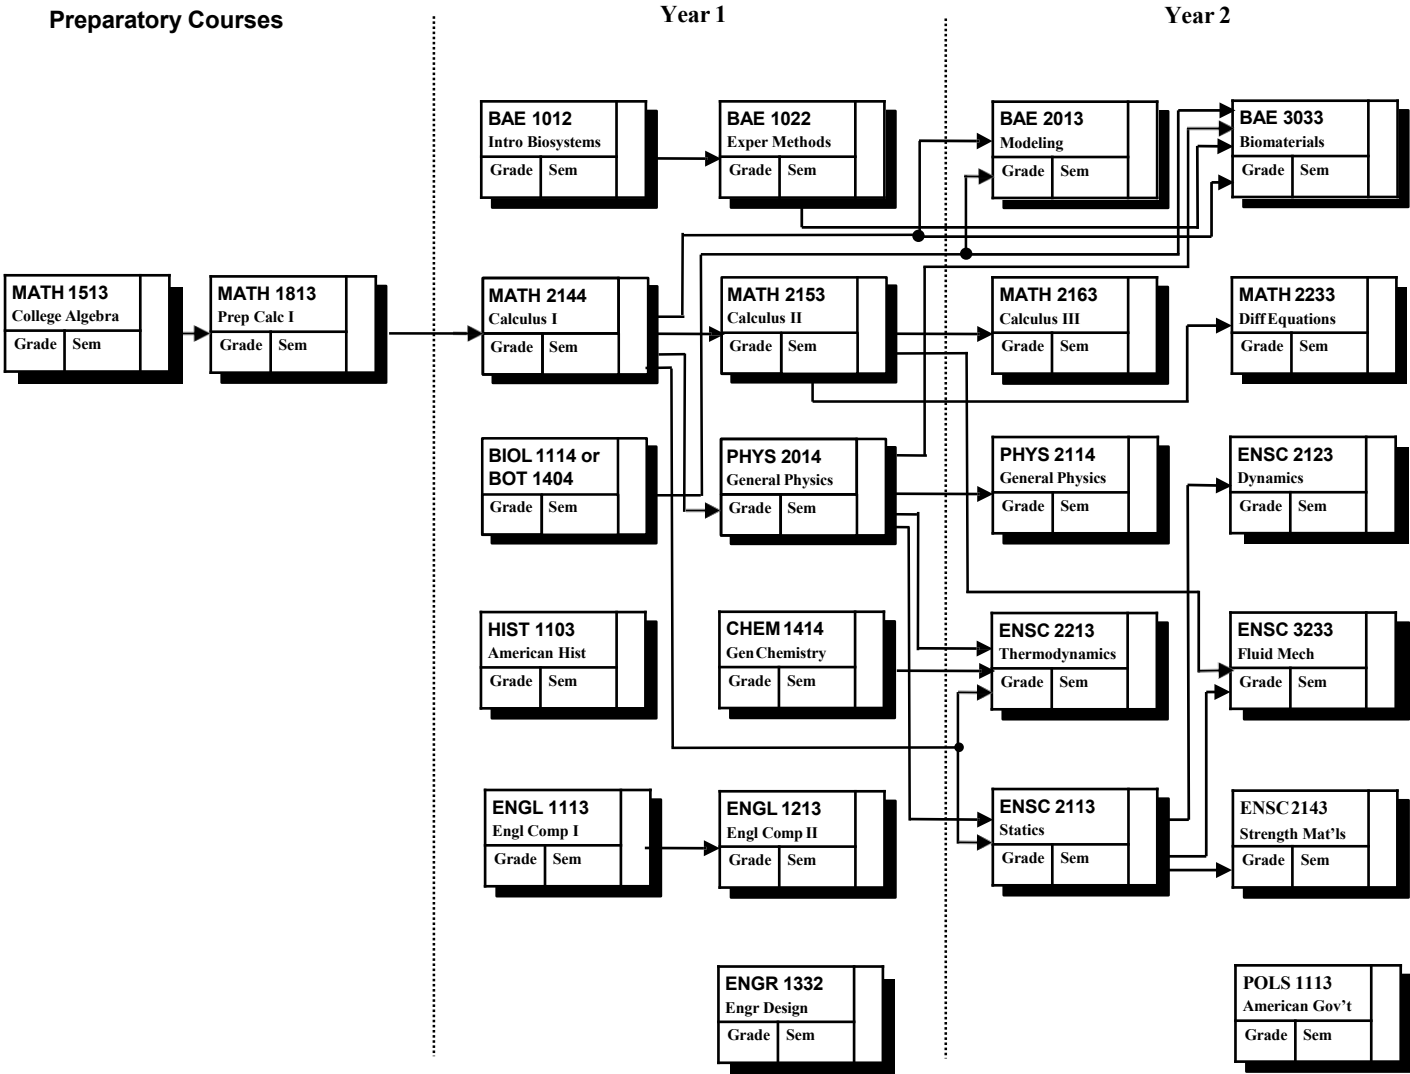 Preparatory Courses
Year 1
Year 2
BAE 1012
Intro Biosystems
Grade Sem
BAE 1022
Exper Methods
Grade Sem
BAE 2013
Modeling
Grade Sem
BAE 3033
Biomaterials
Grade Sem
MATH 1513
College Algebra
Grade Sem
MATH 1813
Prep Calc I
Grade Sem
MATH 2144
Calculus I
Grade Sem
MATH 2153
Calculus II
Grade Sem
MATH 2163
Calculus III
Grade Sem
MATH 2233
Diff Equations
Grade Sem
BIOL 1114 or
BOT 1404
Grade Sem
PHYS 2014
General Physics
Grade Sem
PHYS 2114
General Physics
Grade Sem
ENSC 2123
Dynamics
Grade Sem
HIST 1103
American Hist
Grade Sem
CHEM 1414
Gen Chemistry
Grade Sem
ENSC 2213
Thermodynamics
Grade Sem
ENSC 3233
Fluid Mech
Grade Sem
ENGL 1113
Engl Comp I
Grade Sem
ENGL 1213
Engl Comp II
Grade Sem
ENSC 2113
Statics
Grade Sem
ENSC 2143
Strength Mat’ls
Grade Sem
ENGR 1332
Engr Design
Grade Sem
POLS 1113
American Gov’t
Grade Sem